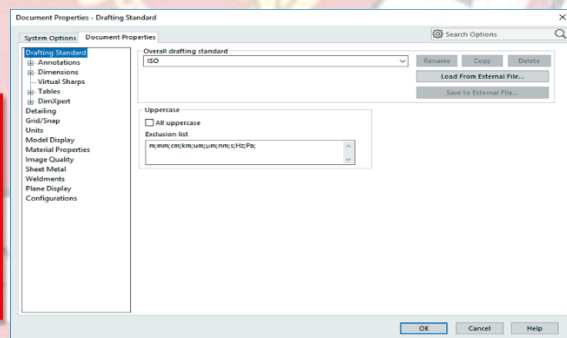 Document Properties - Drafting Standard
System Options
Document Properties
Search Options
Drafting Standard
Annotations
Dimensions
Virtual Sharps
Tables
DimXpert
Detailing
Grid/Snap
Units
Model Display
Material Properties
Image Quality
Sheet Metal
Weldments
Plane Display
Configurations
Overall drafting standard
ISO
Rename
Copy
Delete
Load From External File...
Save to External File...
Uppercase
All uppercase
Exclusion list
m;mm;cm;km;um;µm;nm;s;Hz;Pa;
OK
Cancel
Help